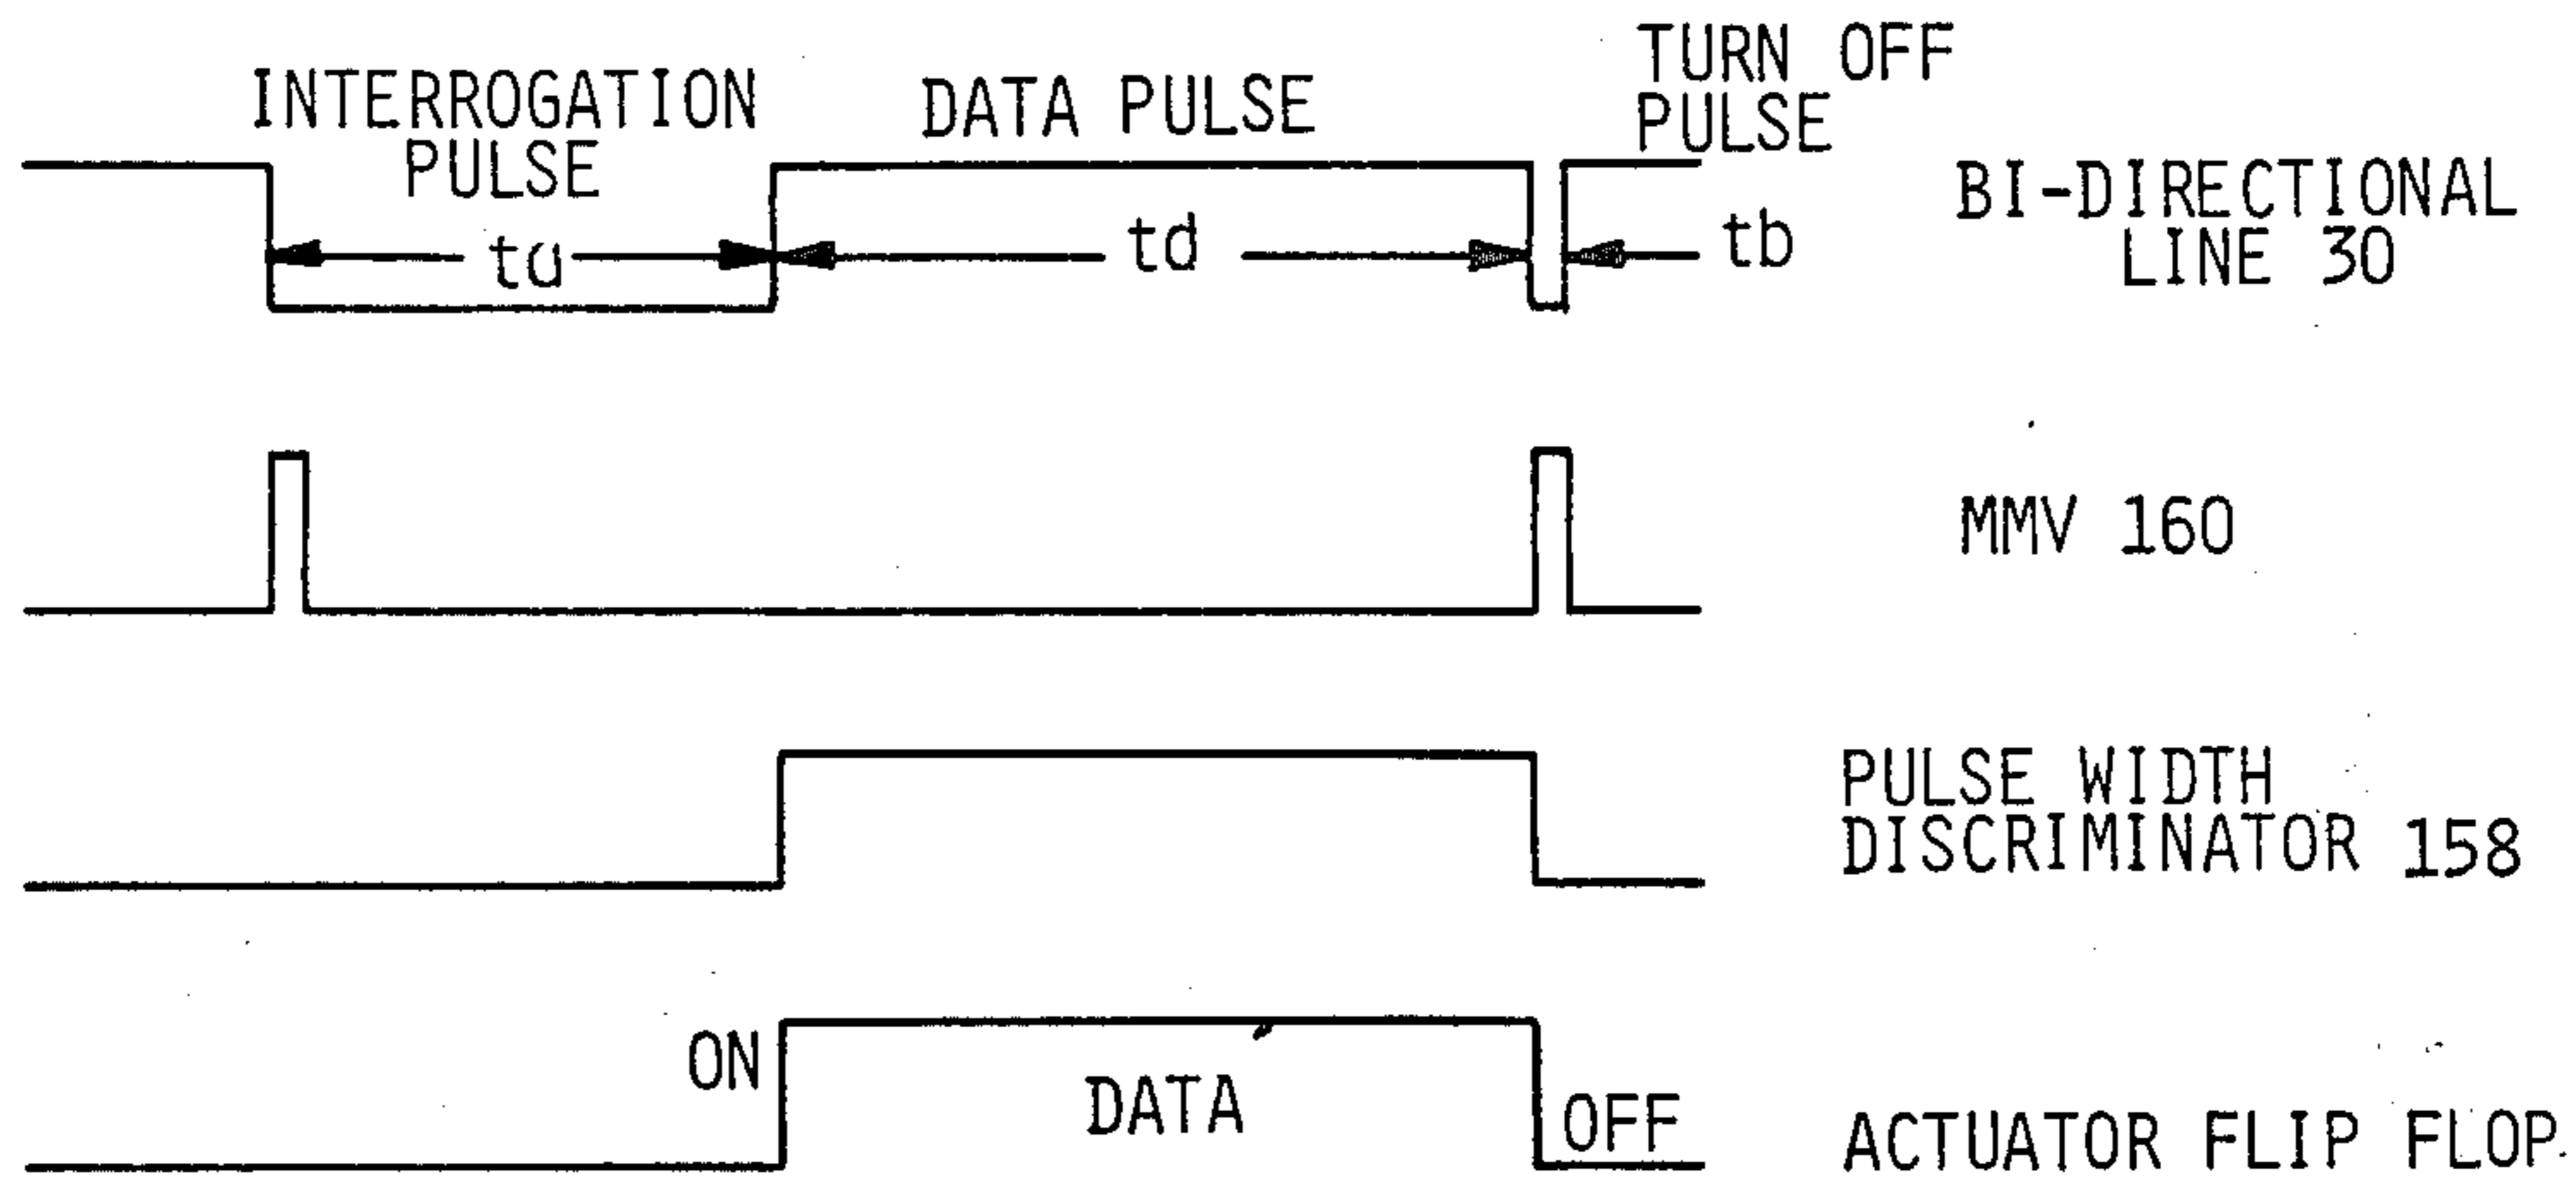 INTERROGATION
PULSE
DATA PULSE
TURN OFF
PULSE
ta
td
tb
BI-DIRECTIONAL
LINE 30
MMV 160
PULSE WIDTH
DISCRIMINATOR 158
ON
DATA
OFF
ACTUATOR FLIP FLOP